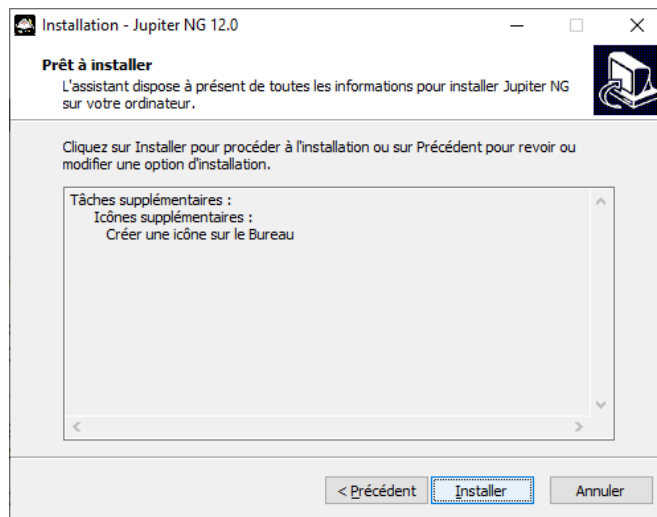 Installation - Jupiter NG 12.0
Prêt à installer
L'assistant dispose à présent de toutes les informations pour installer Jupiter NG
sur votre ordinateur.
Cliquez sur Installer pour procéder à l'installation ou sur Précédent pour revoir ou
modifier une option d'installation.
Tâches supplémentaires :
Icônes supplémentaires :
Créer une icône sur le Bureau
< Précédent Installer Annuler